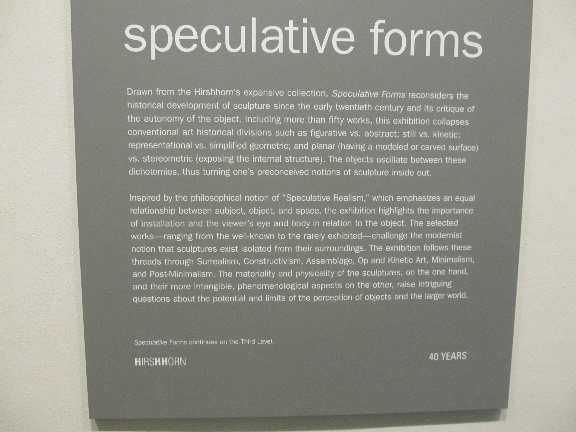 speculative forms
Drawn from the Hirshhorn's expansive collection, Speculative Forms reconsiders the
historical development of sculpture since the early twentieth century and its critique of
the autonomy of the object. Including more than fifty works, this exhibition collapses
conventional art historical divisions such as figurative vs. abstract; still vs. kinetic;
representational vs. simplified geometric; and planar (having a modeled or carved surface)
vs. stereometric (exposing the internal structure). The objects oscillate between these
dichotomies, thus turning one's preconceived notions of sculpture inside out.
Inspired by the philosophical notion of "Speculative Realism," which emphasizes an equal
relationship between subject, object, and space, the exhibition highlights the importance
of installation and the viewer's eye and body in relation to the object. The selected
works—ranging from the well-known to the rarely exhibited—challenge the modernist
notion that sculptures exist isolated from their surroundings. The exhibition follows these
threads through Surrealism, Constructivism, Assemblage, Op and Kinetic Art, Minimalism,
and Post-Minimalism. The materiality and physicality of the sculptures, on the one hand,
and their more intangible, phenomenological aspects on the other, raise intriguing
questions about the potential and limits of the perception of objects and the larger world.
Speculative Forms continues on the Third Level.
HIRSHHORN
40 YEARS